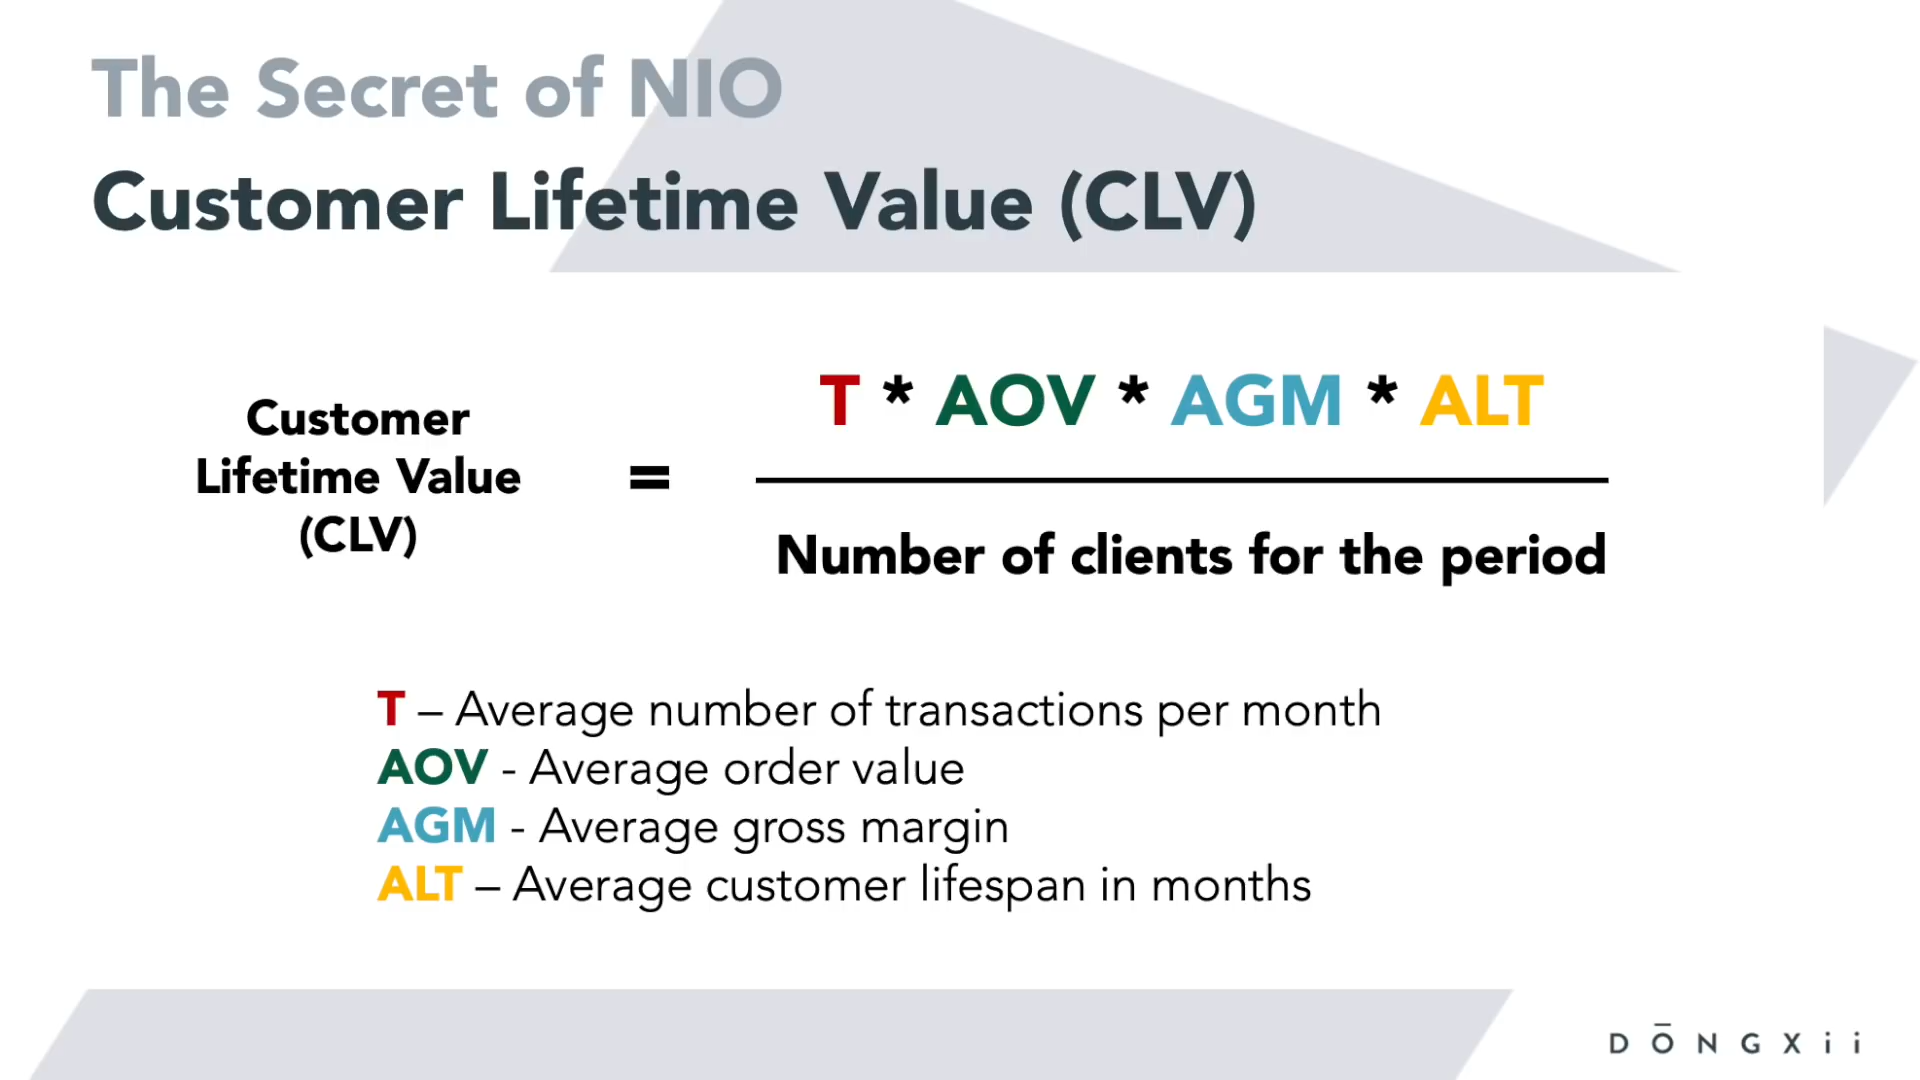 The Secret of NIO
Customer Lifetime Value (CLV)
Customer
Lifetime Value
(CLV)
=
T * AOV * AGM * ALT
Number of clients for the period
T – Average number of transactions per month
AOV - Average order value
AGM - Average gross margin
ALT – Average customer lifespan in months
DŌNGXii